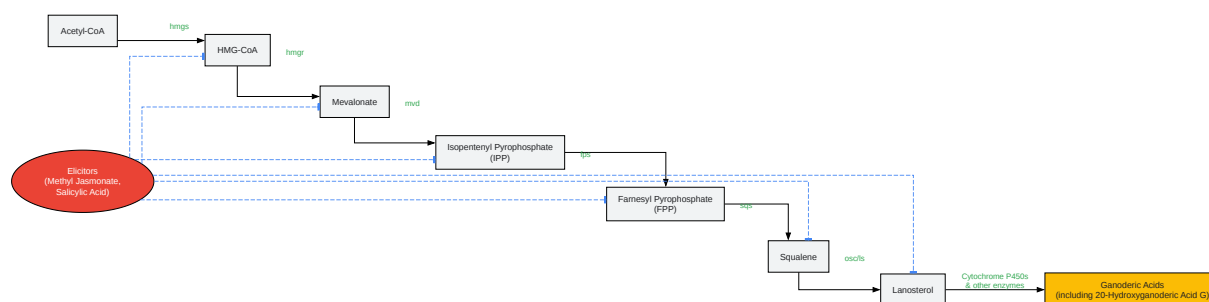 Acetyl-CoA
hmgs
HMG-CoA
hmgr
Mevalonate
mvd
Isopentenyl Pyrophosphate
(IPP)
fps
Elicitors
(Methyl Jasmonate,
Salicylic Acid)
Farnesyl Pyrophosphate
(FPP)
sqs
Squalene
osc/ls
Lanosterol
Cytochrome P450s
& other enzymes
Ganoderic Acids
(including 20-Hydroxyganoderic Acid G)